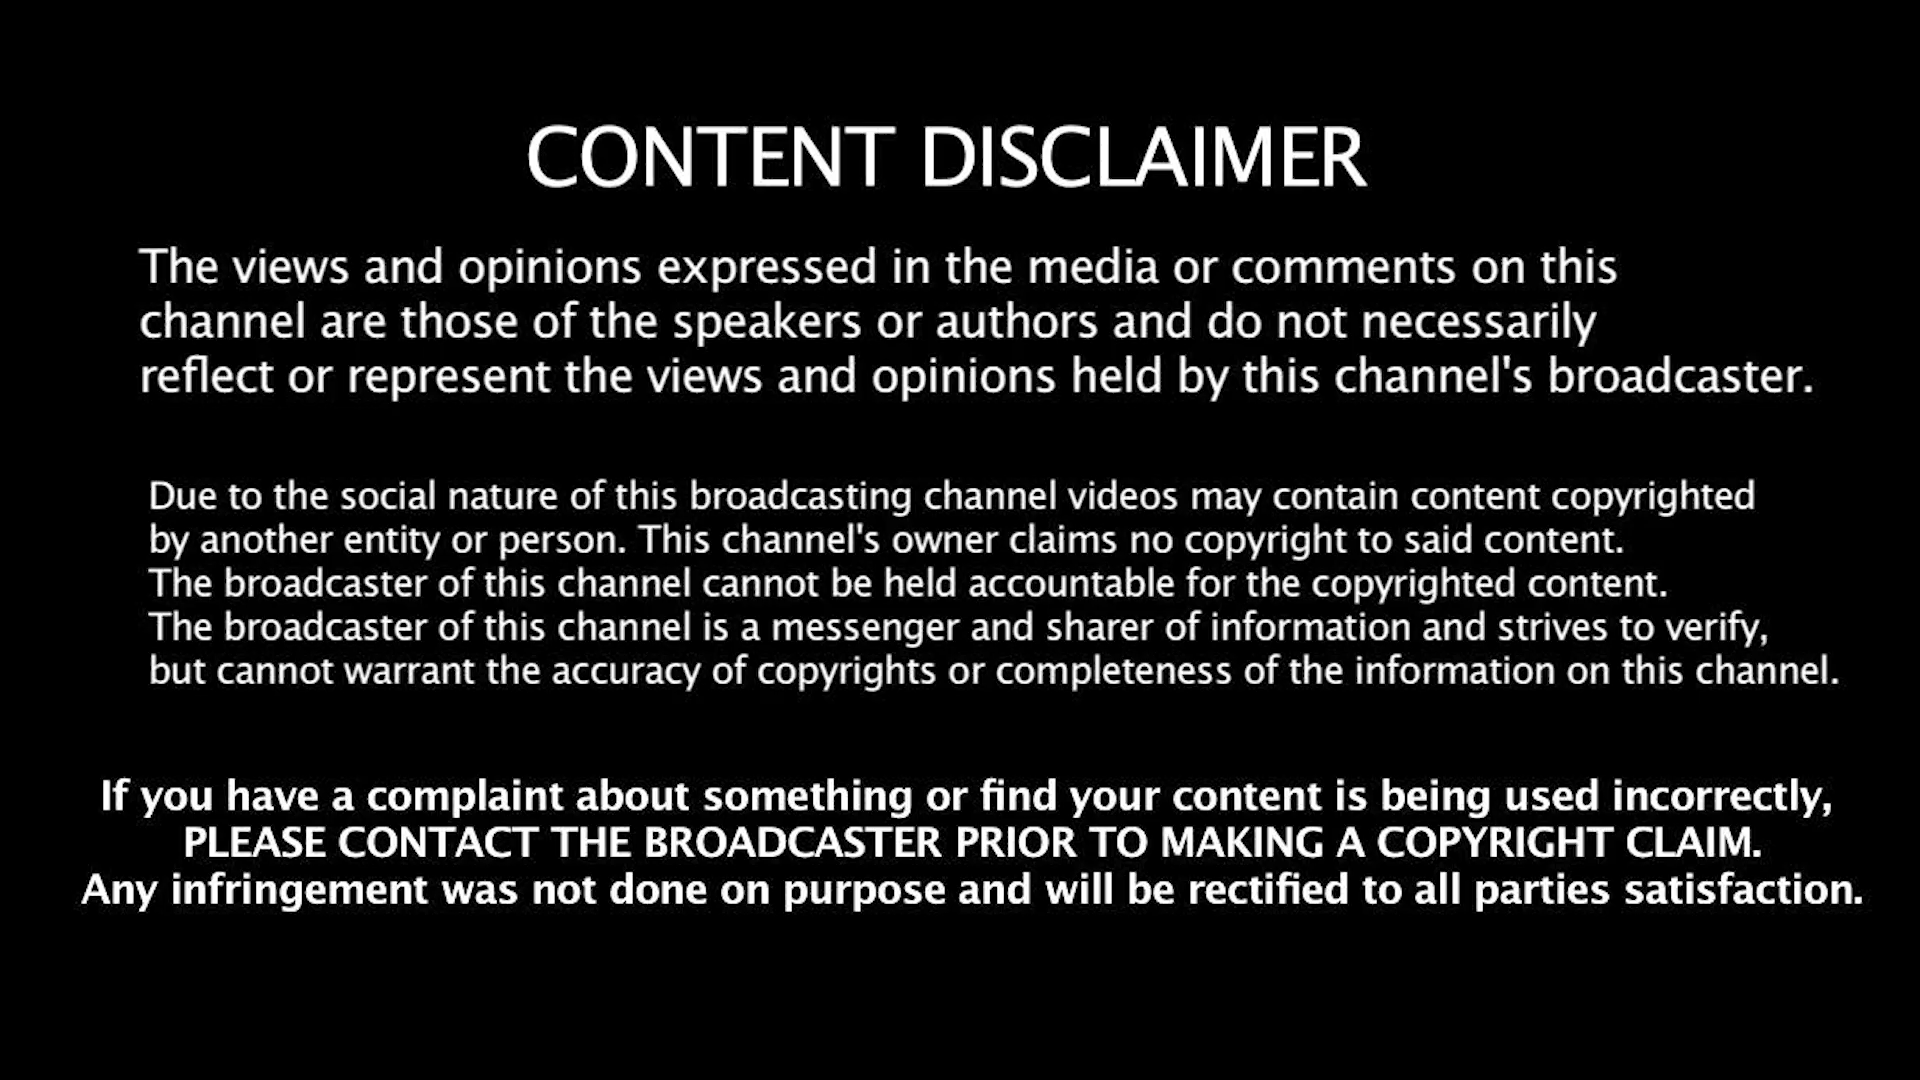 CONTENT DISCLAIMER
The views and opinions expressed in the media or comments on this
channel are those of the speakers or authors and do not necessarily
reflect or represent the views and opinions held by this channel's broadcaster.
Due to the social nature of this broadcasting channel videos may contain content copyrighted
by another entity or person. This channel's owner claims no copyright to said content.
The broadcaster of this channel cannot be held accountable for the copyrighted content.
The broadcaster of this channel is a messenger and sharer of information and strives to verify,
but cannot warrant the accuracy of copyrights or completeness of the information on this channel.
If you have a complaint about something or find your content is being used incorrectly,
PLEASE CONTACT THE BROADCASTER PRIOR TO MAKING A COPYRIGHT CLAIM.
Any infringement was not done on purpose and will be rectified to all parties satisfaction.